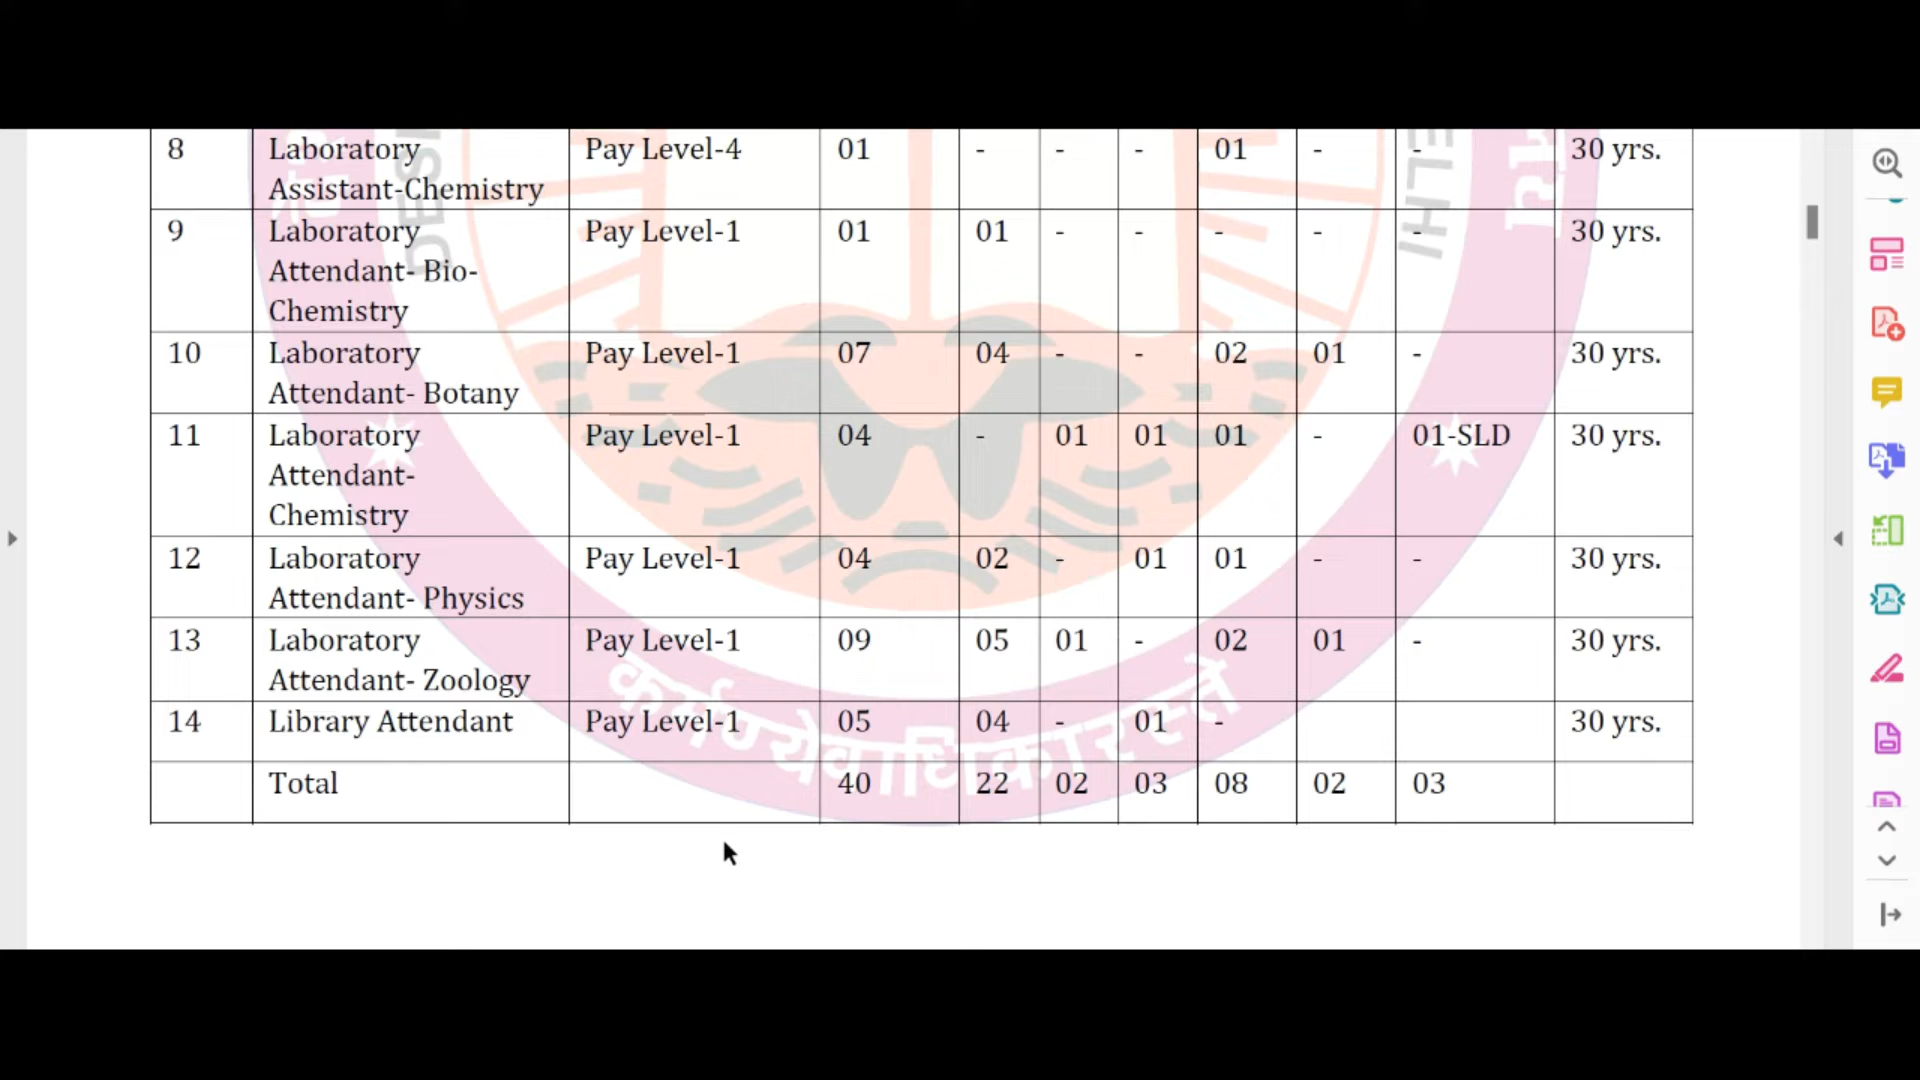 8 Laboratory Pay Level-4 01 - - - 01 - - 30 yrs.
Assistant-Chemistry
9 Laboratory Pay Level-1 01 01 - - - - - 30 yrs.
Attendant- Bio-
Chemistry
10 Laboratory Pay Level-1 07 04 - - 02 01 - 30 yrs.
Attendant- Botany
11 Laboratory Pay Level-1 04 - 01 01 01 - 01-SLD 30 yrs.
Attendant-
Chemistry
12 Laboratory Pay Level-1 04 02 - 01 01 - - 30 yrs.
Attendant- Physics
13 Laboratory Pay Level-1 09 05 01 - 02 01 - 30 yrs.
Attendant- Zoology
14 Library Attendant Pay Level-1 05 04 - 01 - 30 yrs.
Total 40 22 02 03 08 02 03
कर्मण्येवाधिकारस्ते